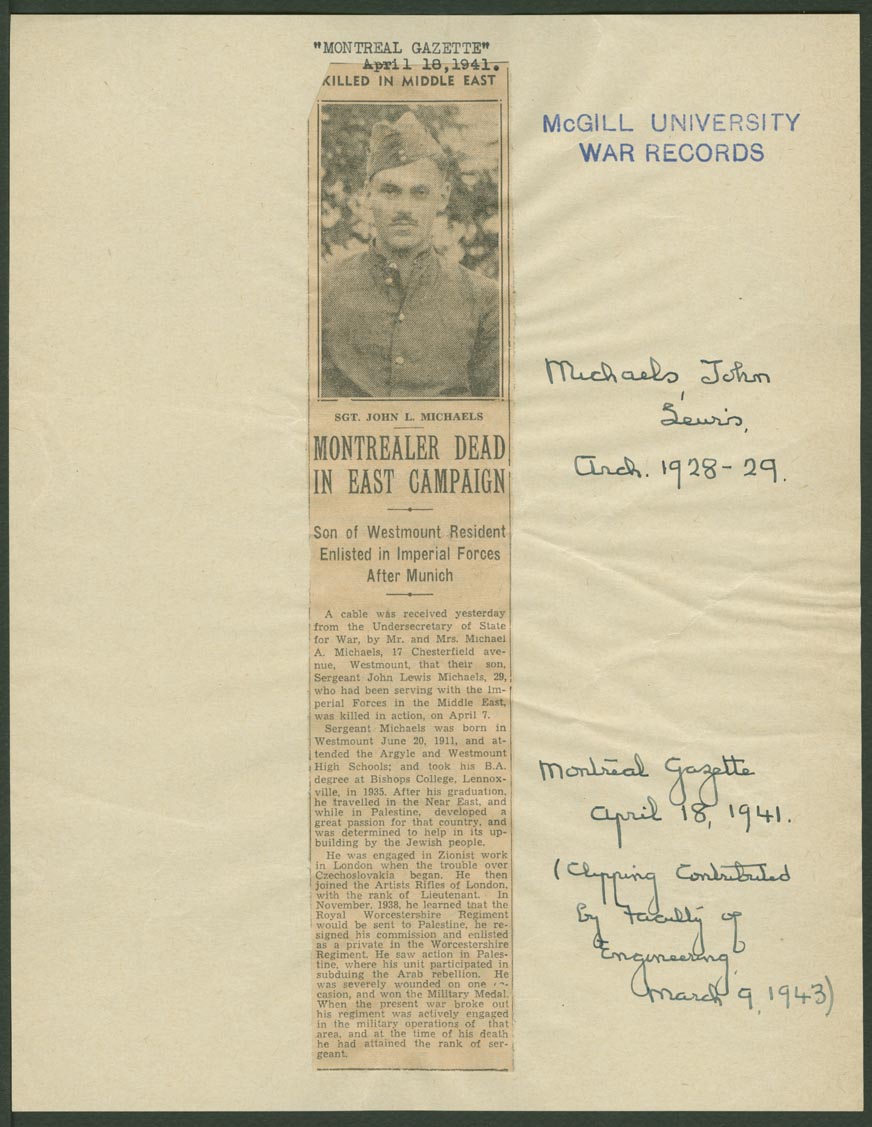 "MONTREAL GAZETTE"
April 18,1941.
KILLED IN MIDDLE EAST
McGILL UNIVERSITY
WAR RECORDS
SGT. JOHN L. MICHAELS
MONTREALER DEAD
IN EAST CAMPAIGN
Son of Westmount Resident
Enlisted in Imperial Forces
After Munich
A cable was received yesterday
from the Undersecretary of State
for War, by Mr. and Mrs. Michael
A. Michaels, 17 Chesterfield ave-
nue, Westmount, that their son,
Sergeant John Lewis Michaels, 29,
who had been serving with the Im-
perial Forces in the Middle East,
was killed in action, on April 7.
Sergeant Michaels was born in
Westmount June 20, 1911, and at-
tended the Argyle and Westmount
High Schools; and took his B.A.
degree at Bishops College, Lennox-
ville, in 1935. After his graduation,
he travelled in the Near East, and
while in Palestine, developed a
great passion for that country, and
was determined to help in its up-
building by the Jewish people.
He was engaged in Zionist work
in London when the trouble over
Czechoslovakia began. He then
joined the Artists Rifles of London,
with the rank of Lieutenant. In
November, 1938, he learned that the
Royal Worcestershire Regiment
would be sent to Palestine, he re-
signed his commission and enlisted
as a private in the Worcestershire
Regiment. He saw action in Pales-
tine, where his unit participated in
subduing the Arab rebellion. He
was severely wounded on one
casion, and won the Military Medal.
When the present war broke out
his regiment was actively engaged
in the military operations of that
area, and at the time of his death
he had attained the rank of ser-
geant.
Michaels, John
Lewis,
Arch. 1928-29.
Montreal Gazette
April 18, 1941.
(Clipping Contributed
by Faculty of
Engineering,
March 9, 1943)